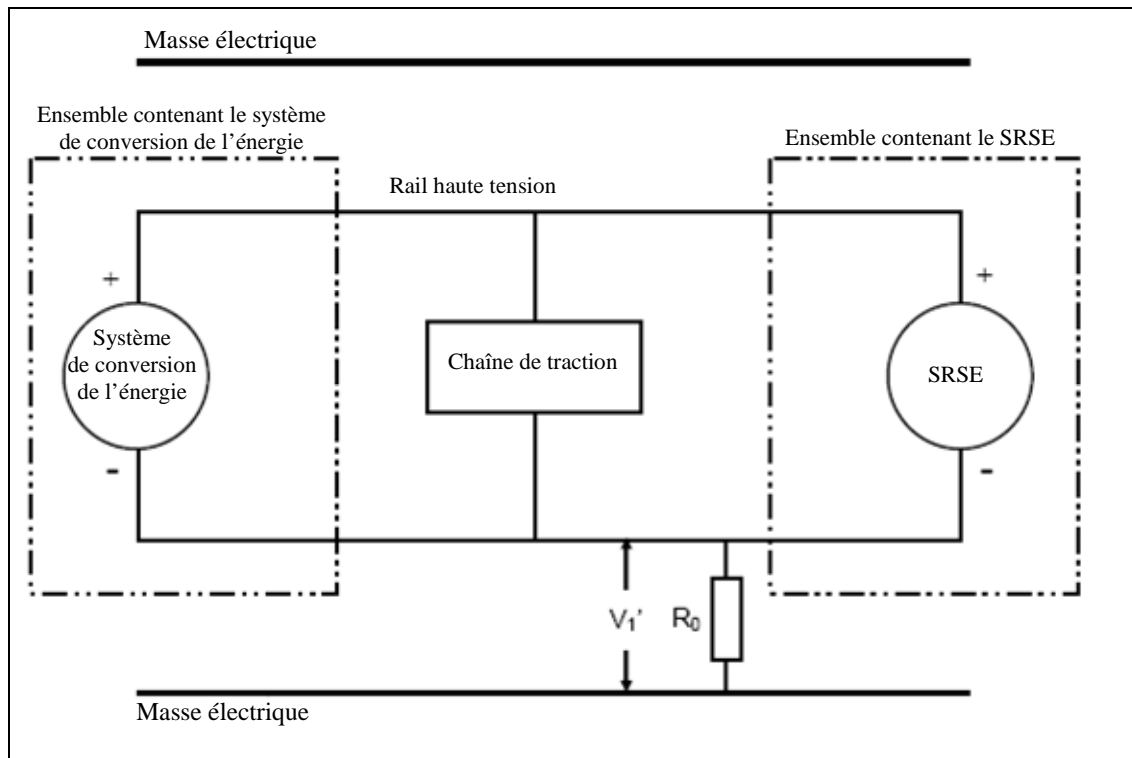 Masse électrique
Ensemble contenant le système
de conversion de l’énergie
Ensemble contenant le SRSE
Rail haute tension
+
+
Système
de conversion
de l’énergie
Chaîne de traction
SRSE
-
-
V₁’
R₀
Masse électrique